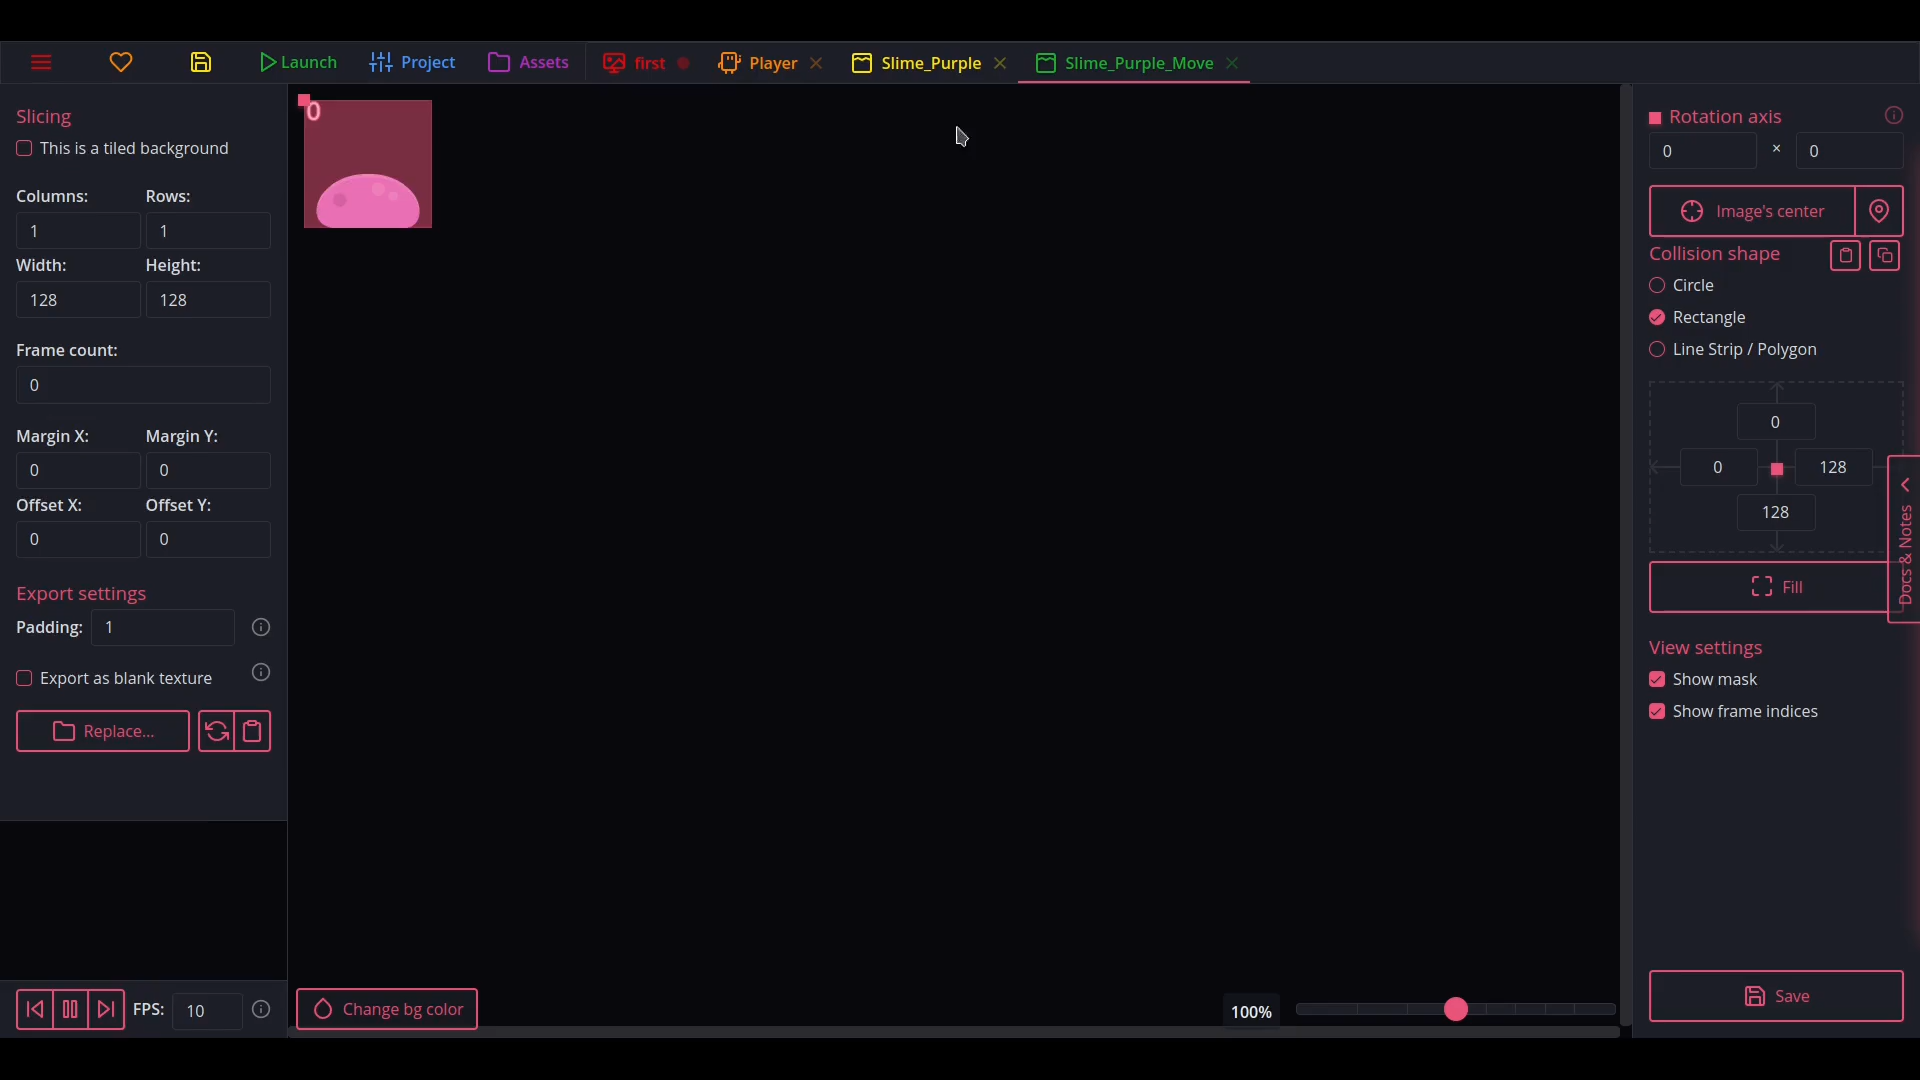 Launch Project Assets first Player Slime_Purple Slime_Purple_Move
Slicing
This is a tiled background
Columns: Rows:
1 1
Width: Height:
128 128
Frame count:
0
Margin X: Margin Y:
0 0
Offset X: Offset Y:
0 0
Export settings
Padding: 1
Export as blank texture
Replace...
FPS: 10
0
Change bg color
100%
Rotation axis
0 × 0
Image's center
Collision shape
Circle
Rectangle
Line Strip / Polygon
0
0 128
128
Fill
Docs & Notes
View settings
Show mask
Show frame indices
Save